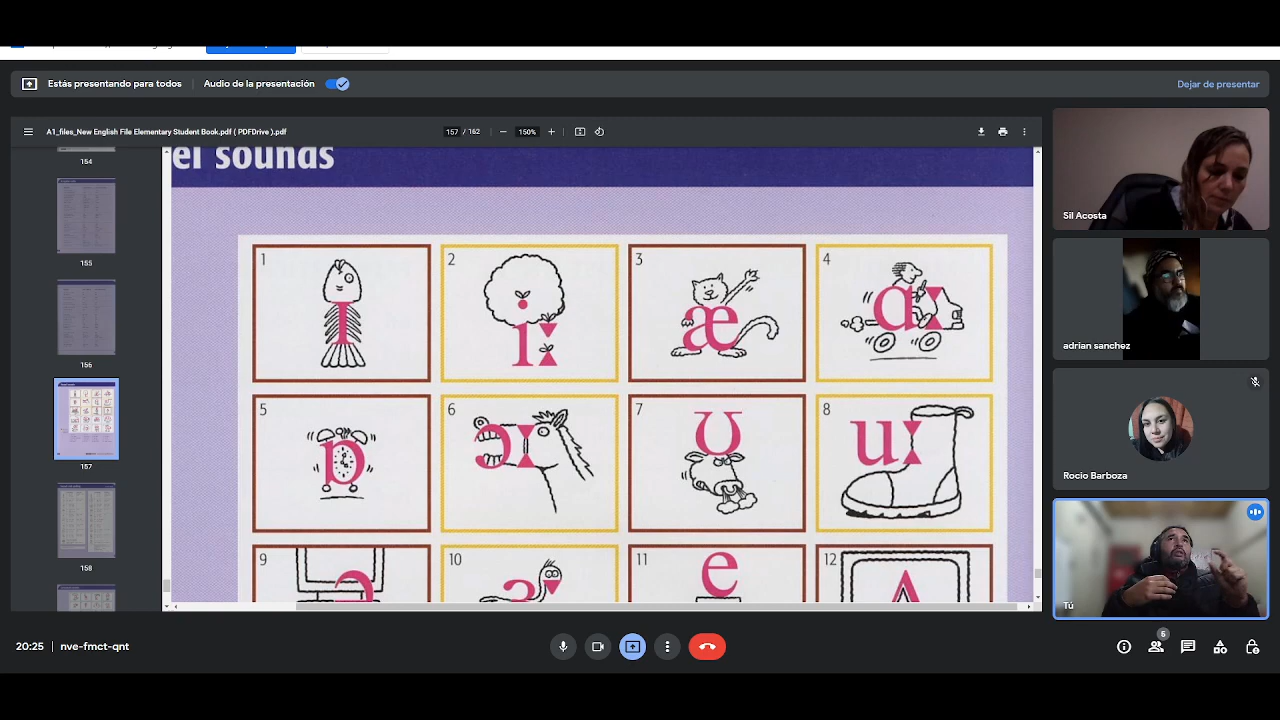 Estás presentando para todos Audio de la presentación Dejar de presentar
A1_files_New English File Elementary Student Book.pdf ( PDFDrive ).pdf 157 / 162 150%
154
155
156
157
158
el sounds
1 2 3 4
ɪ iː æ ɑː
5 6 7 8
ɒ ɔː ʊ uː
9 10 11 12
ə ɜː e ʌ
Sil Acosta
adrian sanchez
Rocio Barboza
Tú
20:25 nve-fmct-qnt
5